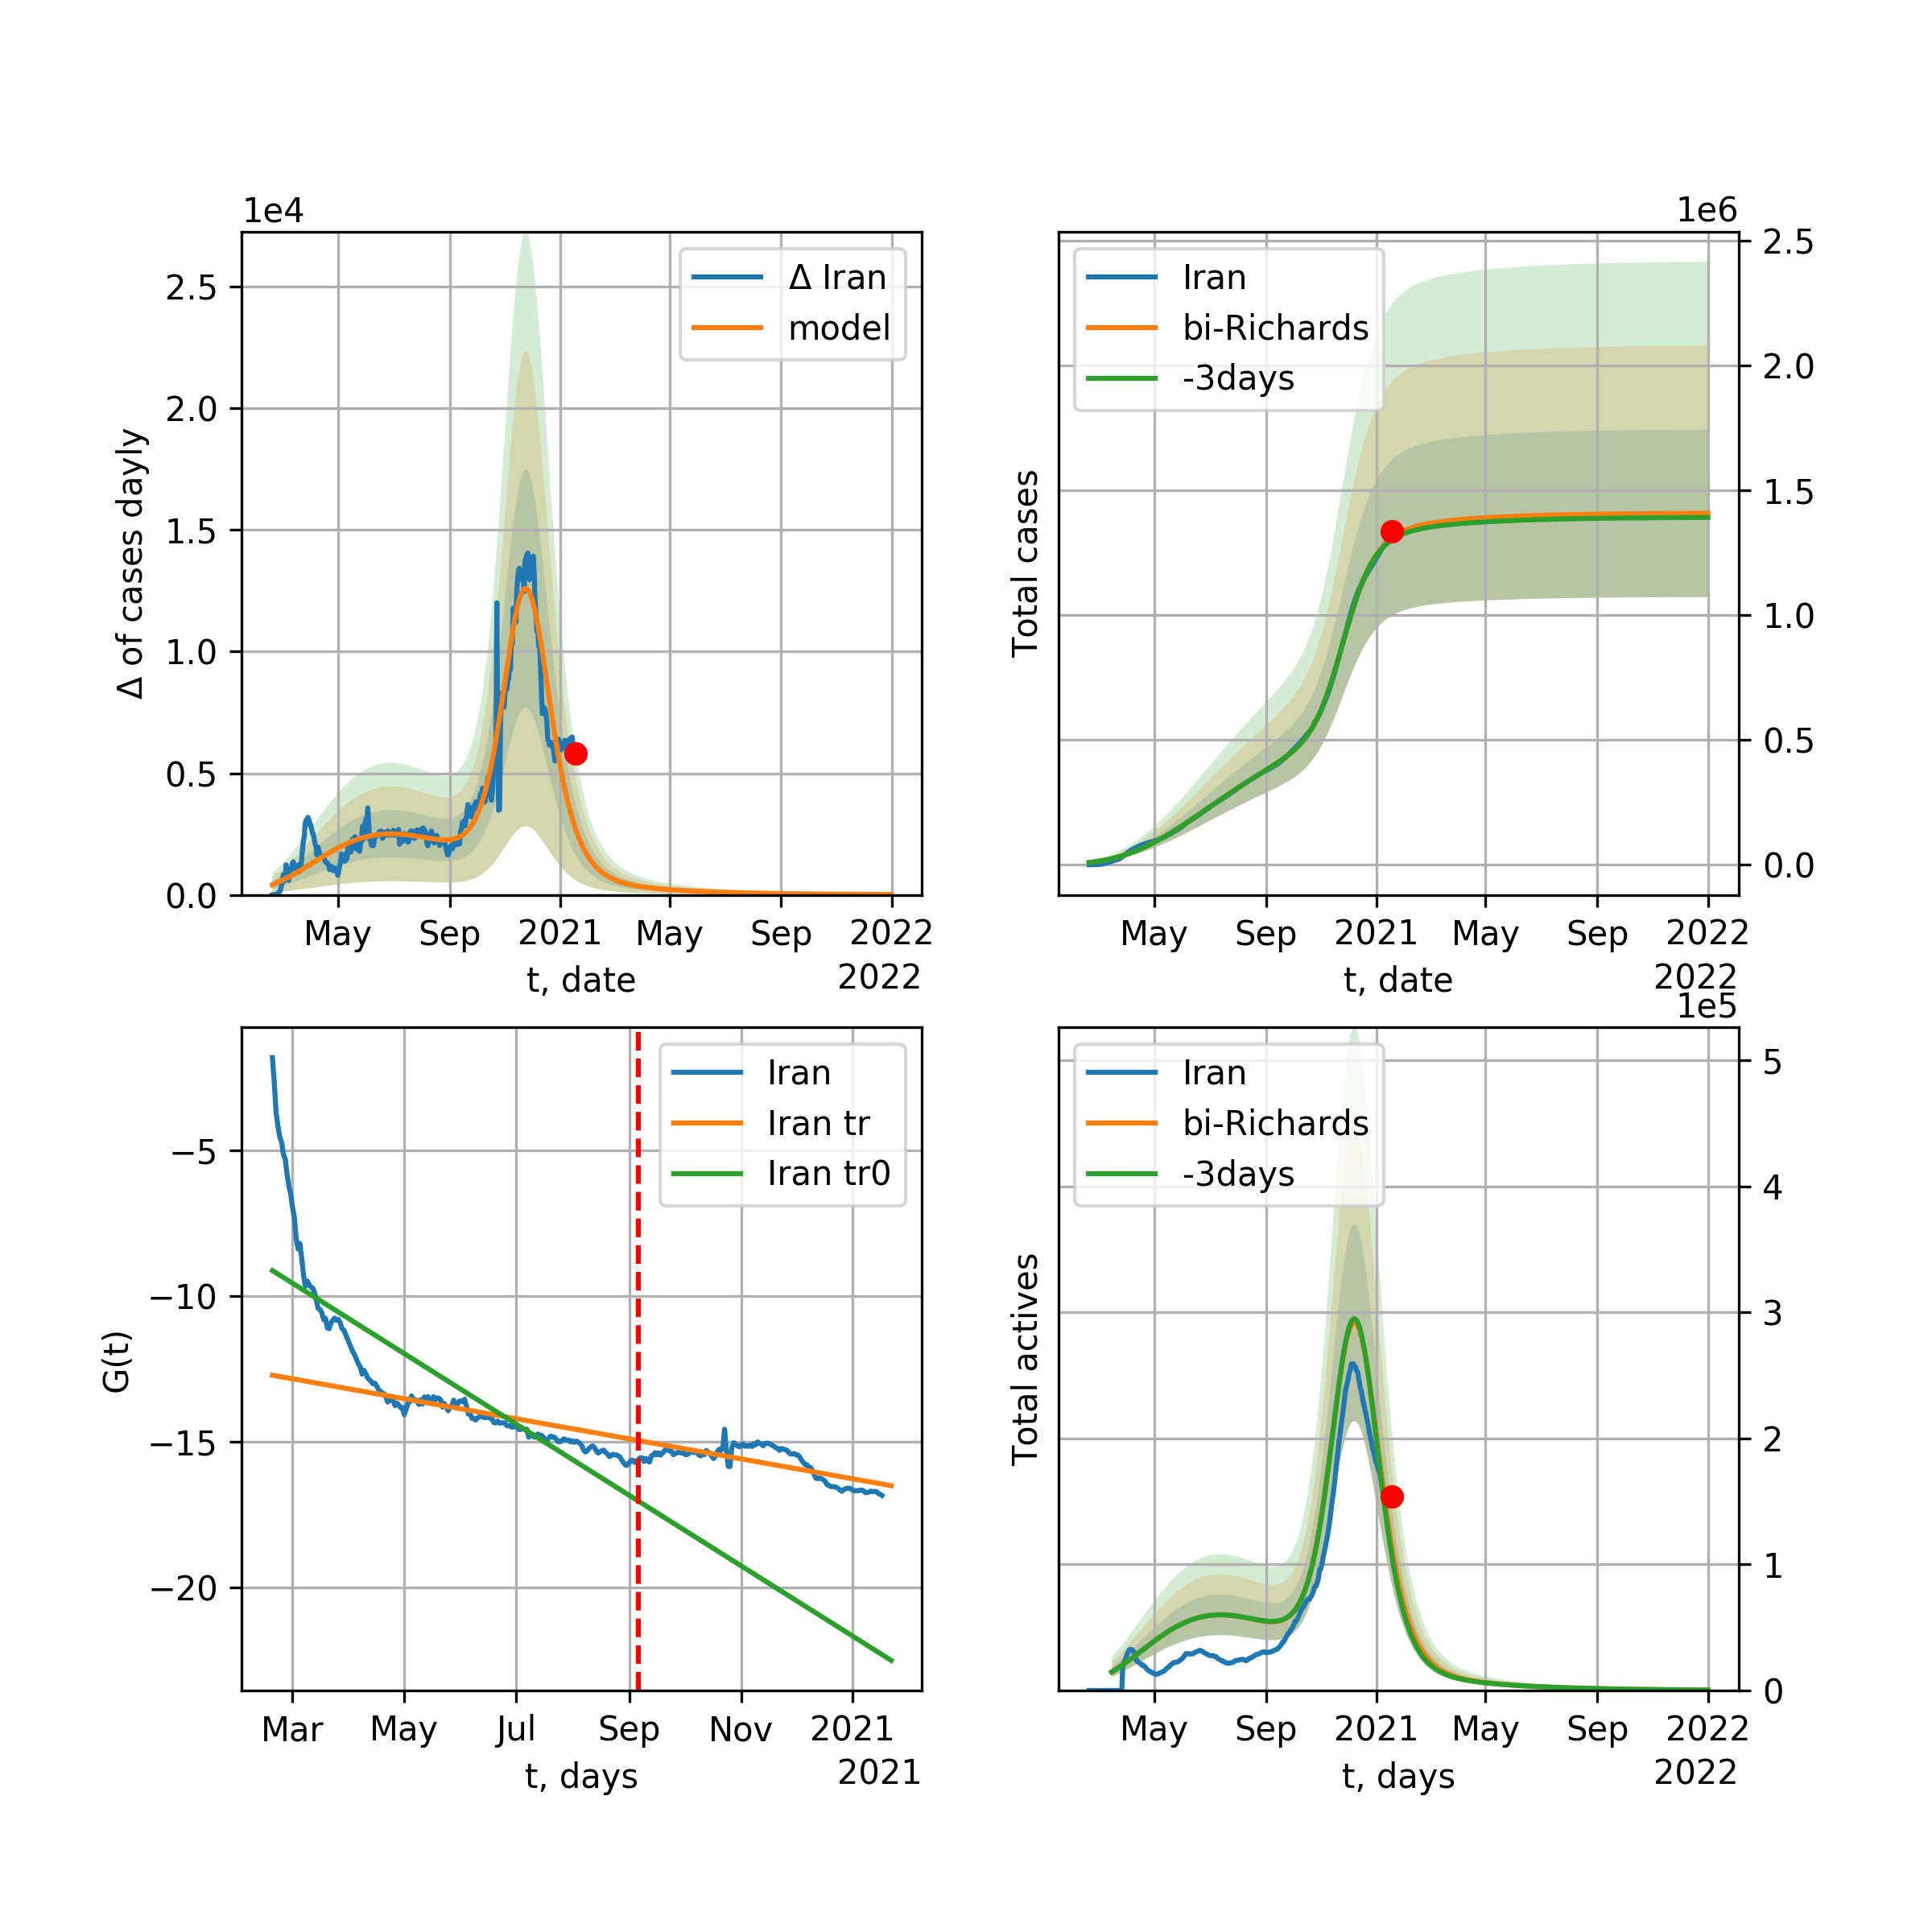 1e4
Δ of cases dayly
2.5
2.0
1.5
1.0
0.5
0.0
Δ Iran
model
May Sep 2021 May Sep 2022
t, date
2022
1e6
Total cases
2.5
2.0
1.5
1.0
0.5
0.0
Iran
bi-Richards
-3days
May Sep 2021 May Sep 2022
t, date
2022
G(t)
−5
−10
−15
−20
Iran
Iran tr
Iran tr0
Mar May Jul Sep Nov 2021
t, days
2021
1e5
Total actives
5
4
3
2
1
0
Iran
bi-Richards
-3days
May Sep 2021 May Sep 2022
t, days
2022